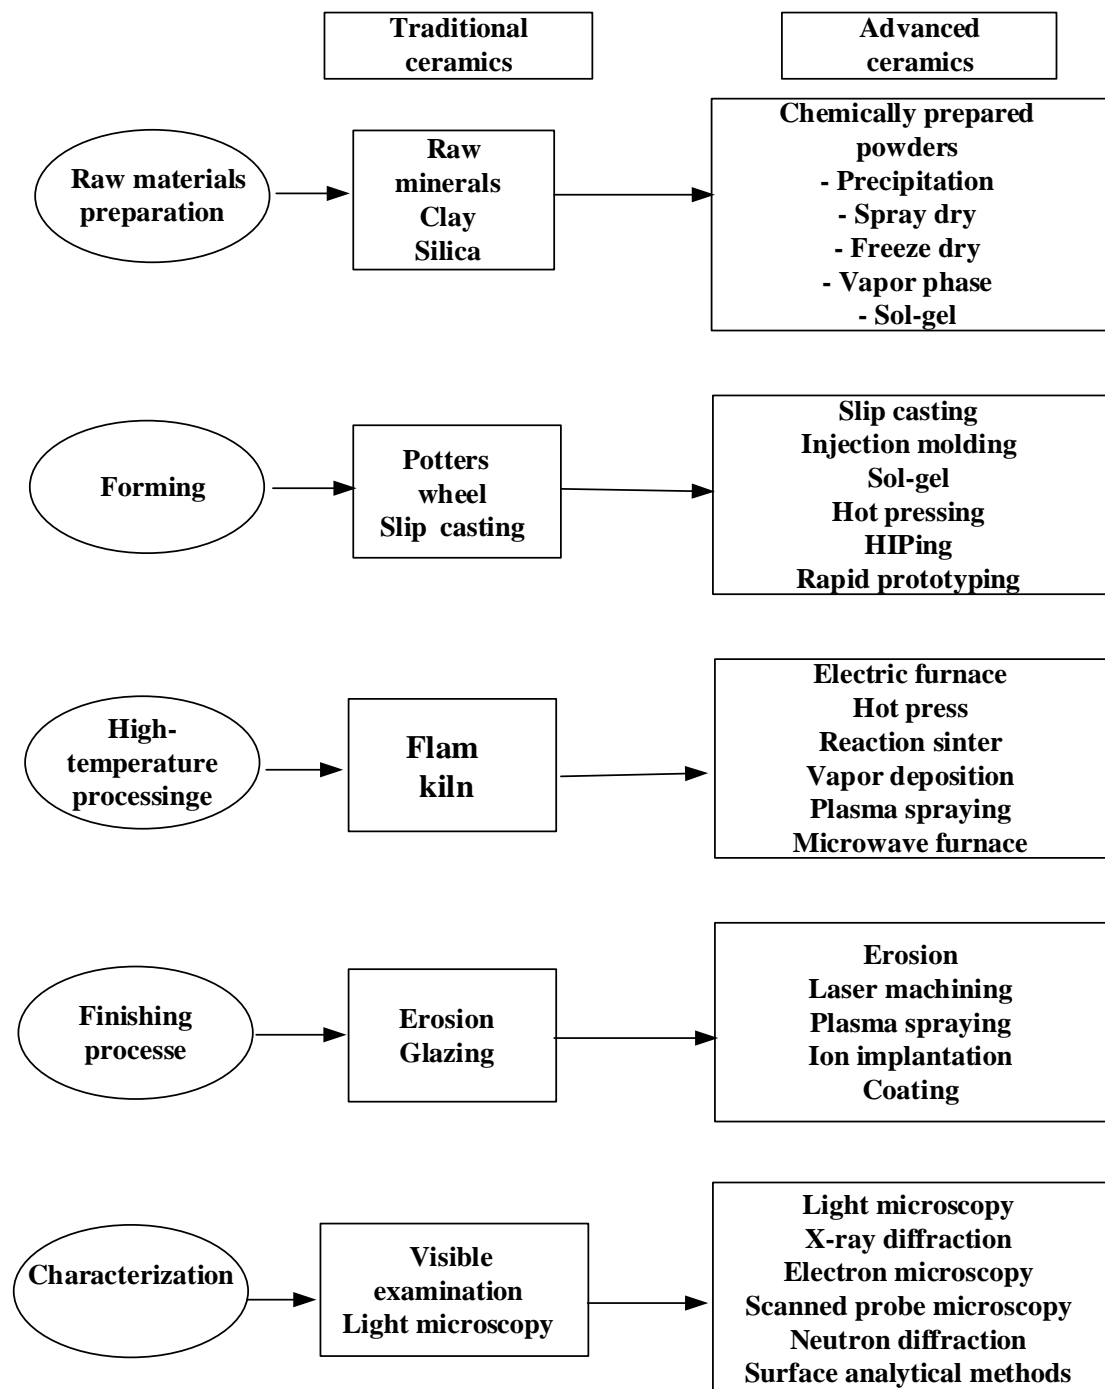 Traditional
ceramics
Advanced
ceramics
Raw materials
preparation
Raw
minerals
Clay
Silica
Chemically prepared
powders
- Precipitation
- Spray dry
- Freeze dry
- Vapor phase
- Sol-gel
Forming
Potters
wheel
Slip casting
Slip casting
Injection molding
Sol-gel
Hot pressing
HIPing
Rapid prototyping
High-
temperature
processinge
Flam
kiln
Electric furnace
Hot press
Reaction sinter
Vapor deposition
Plasma spraying
Microwave furnace
Finishing
processe
Erosion
Glazing
Erosion
Laser machining
Plasma spraying
Ion implantation
Coating
Characterization
Visible
examination
Light microscopy
Light microscopy
X-ray diffraction
Electron microscopy
Scanned probe microscopy
Neutron diffraction
Surface analytical methods